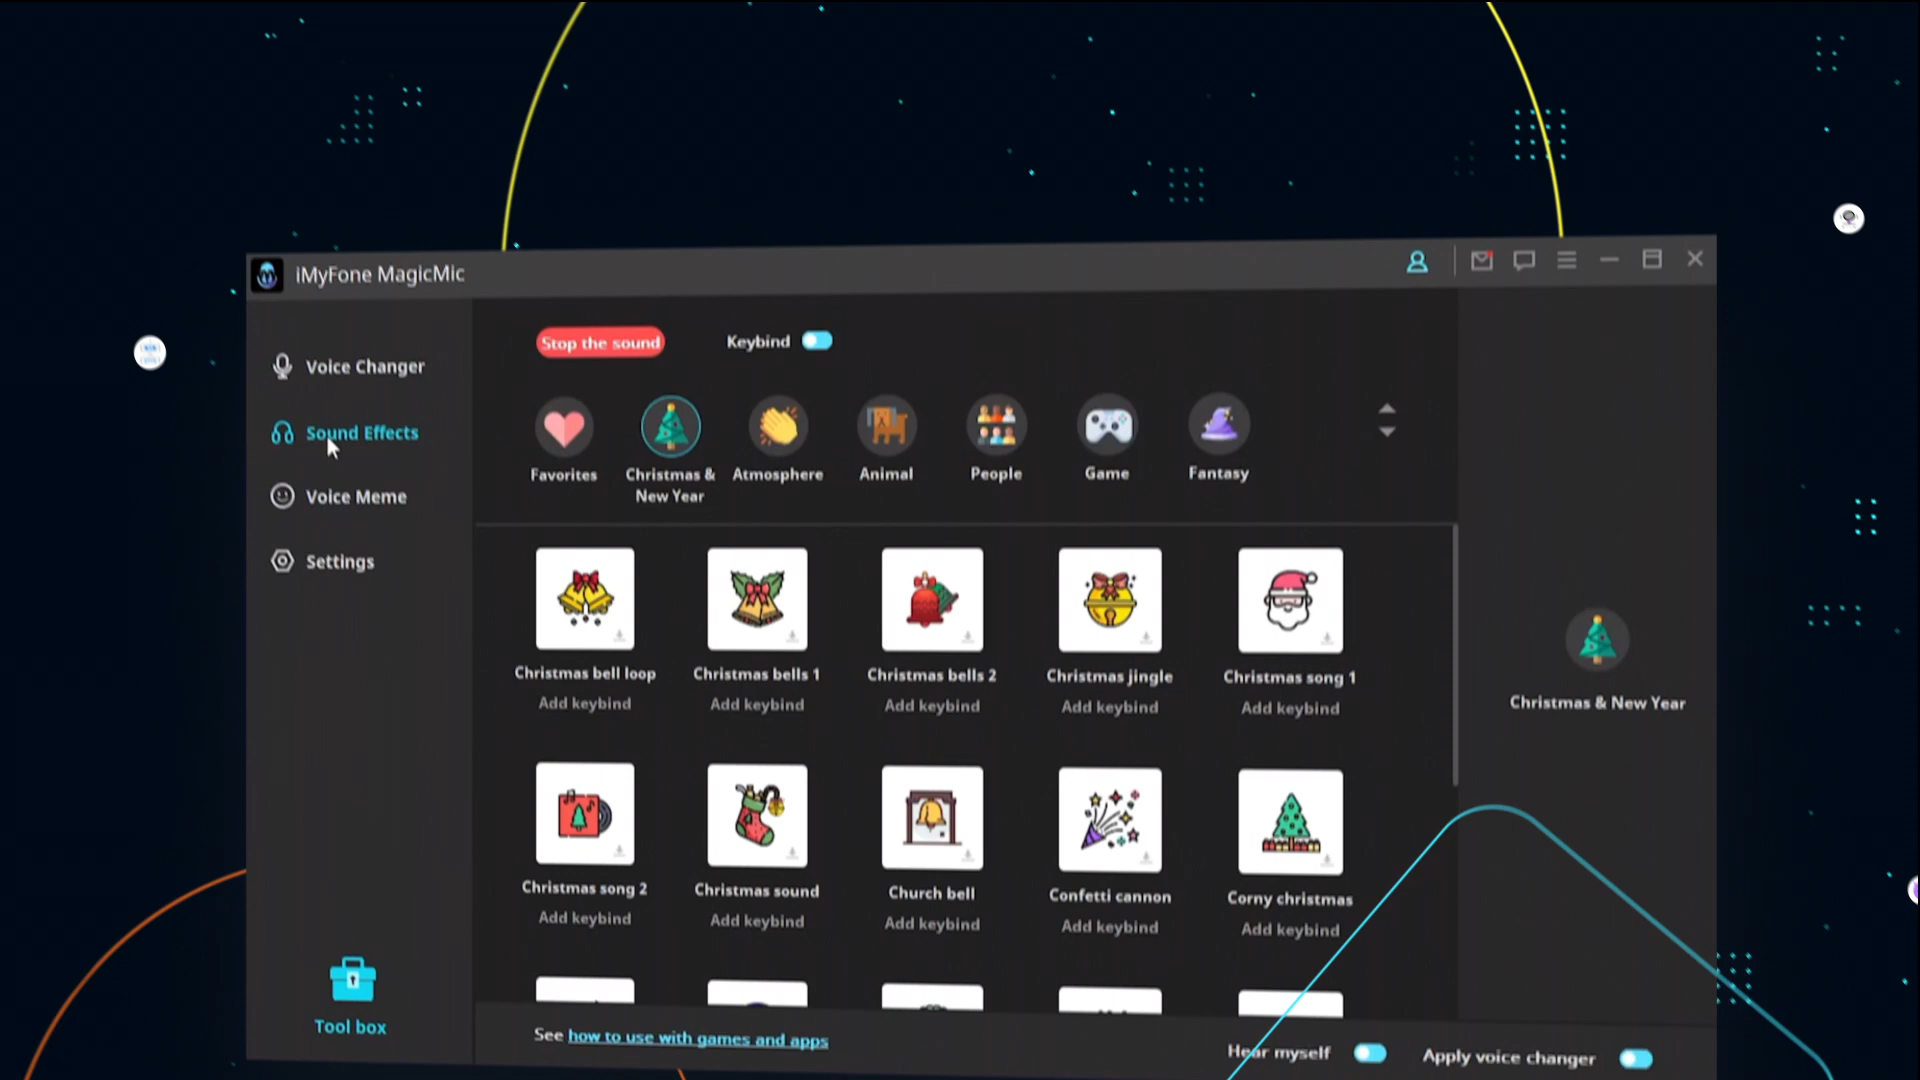 iMyFone MagicMic
Voice Changer
Sound Effects
Voice Meme
Settings
Tool box
Stop the sound
Keybind
Favorites
Christmas &
New Year
Atmosphere
Animal
People
Game
Fantasy
Christmas bell loop
Add keybind
Christmas bells 1
Add keybind
Christmas bells 2
Add keybind
Christmas jingle
Add keybind
Christmas song 1
Add keybind
Christmas song 2
Add keybind
Christmas sound
Add keybind
Church bell
Add keybind
Confetti cannon
Add keybind
Corny christmas
Add keybind
Christmas & New Year
See how to use with games and apps
Hear myself
Apply voice changer